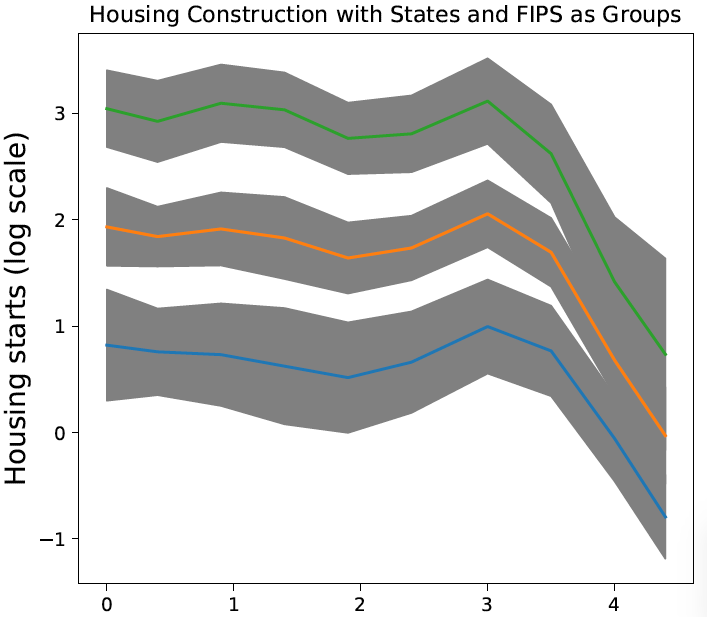 Housing Construction with States and FIPS as Groups
Housing starts (log scale)
3
2
1
0
−1
0 1 2 3 4